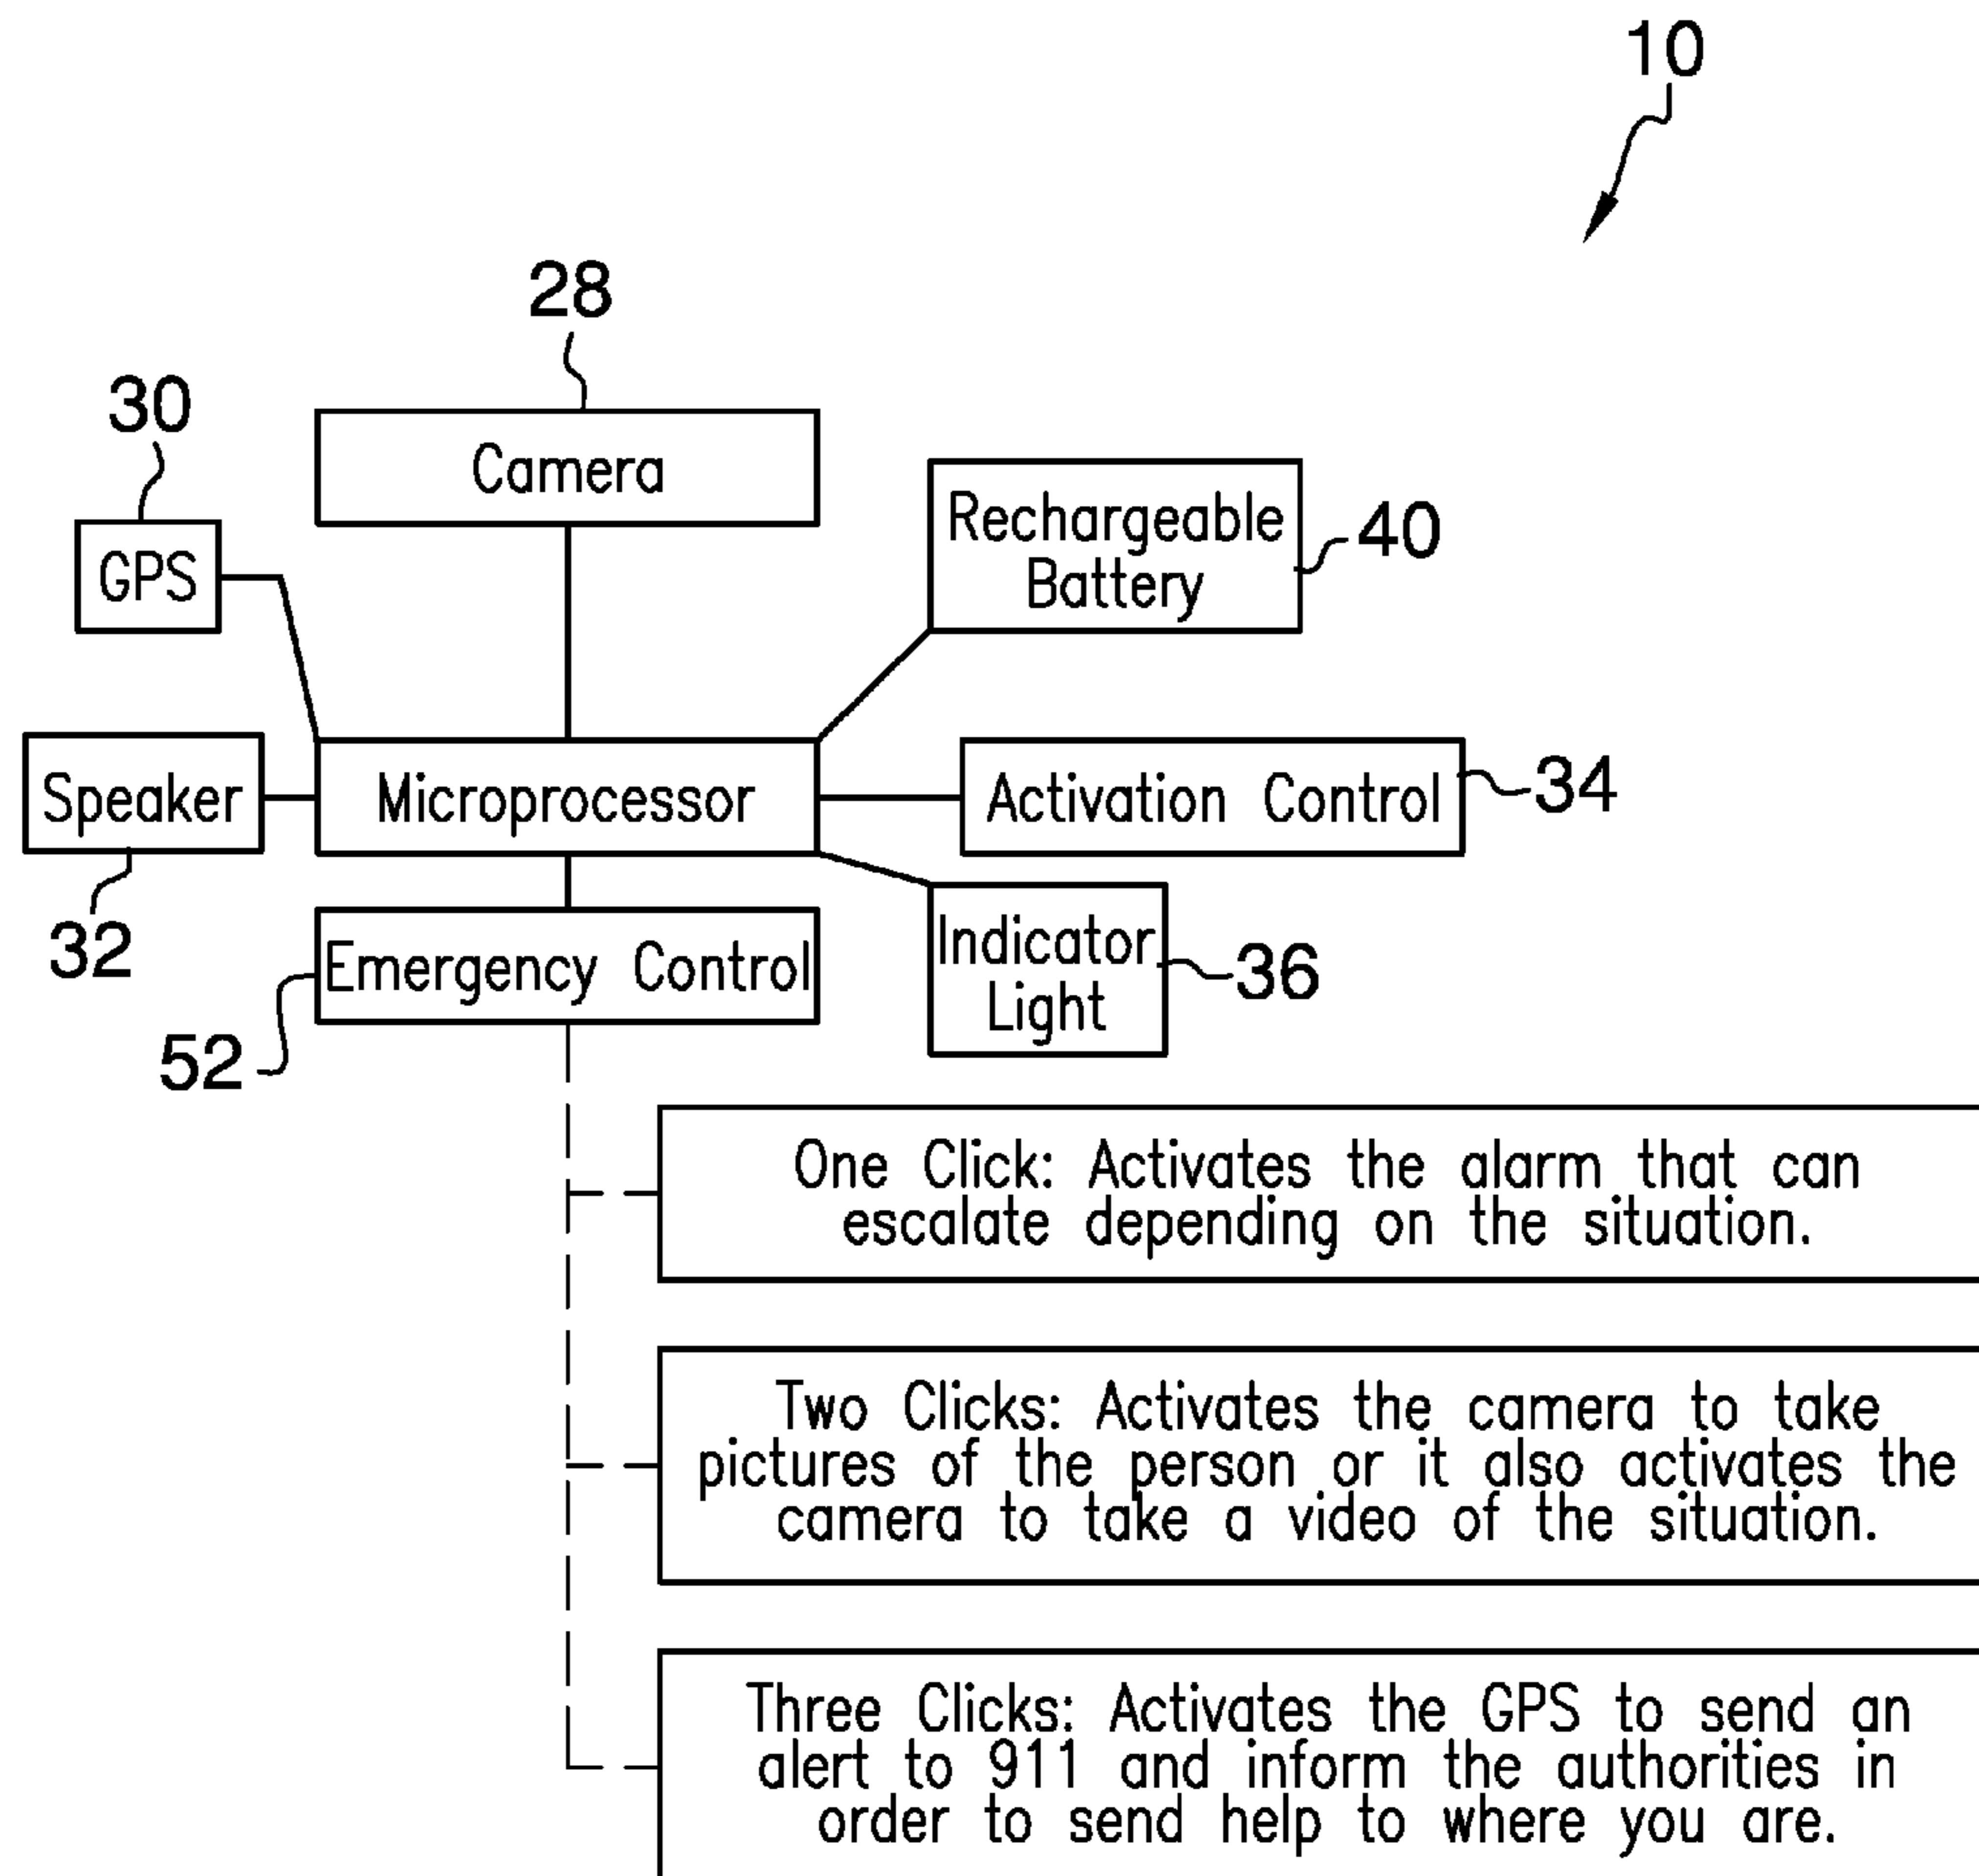 10
28
30
Camera
Rechargeable
Battery
40
GPS
Speaker
Microprocessor
Activation Control
34
32
Emergency Control
Indicator
Light
36
52
One Click: Activates the alarm that can
escalate depending on the situation.
Two Clicks: Activates the camera to take
pictures of the person or it also activates the
camera to take a video of the situation.
Three Clicks: Activates the GPS to send an
alert to 911 and inform the authorities in
order to send help to where you are.